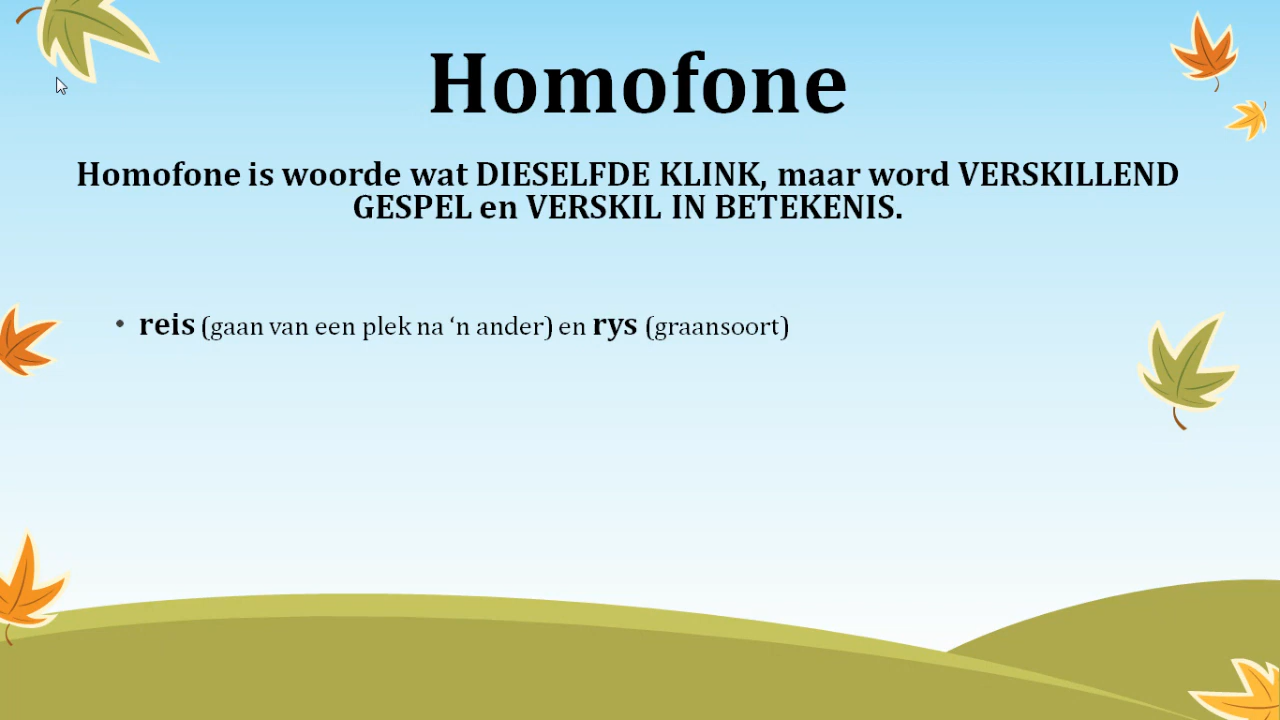 Homofone
Homofone is woorde wat DIESELFDE KLINK, maar word VERSKILLEND
GESPEL en VERSKIL IN BETEKENIS.
• reis (gaan van een plek na ‘n ander) en rys (graansoort)